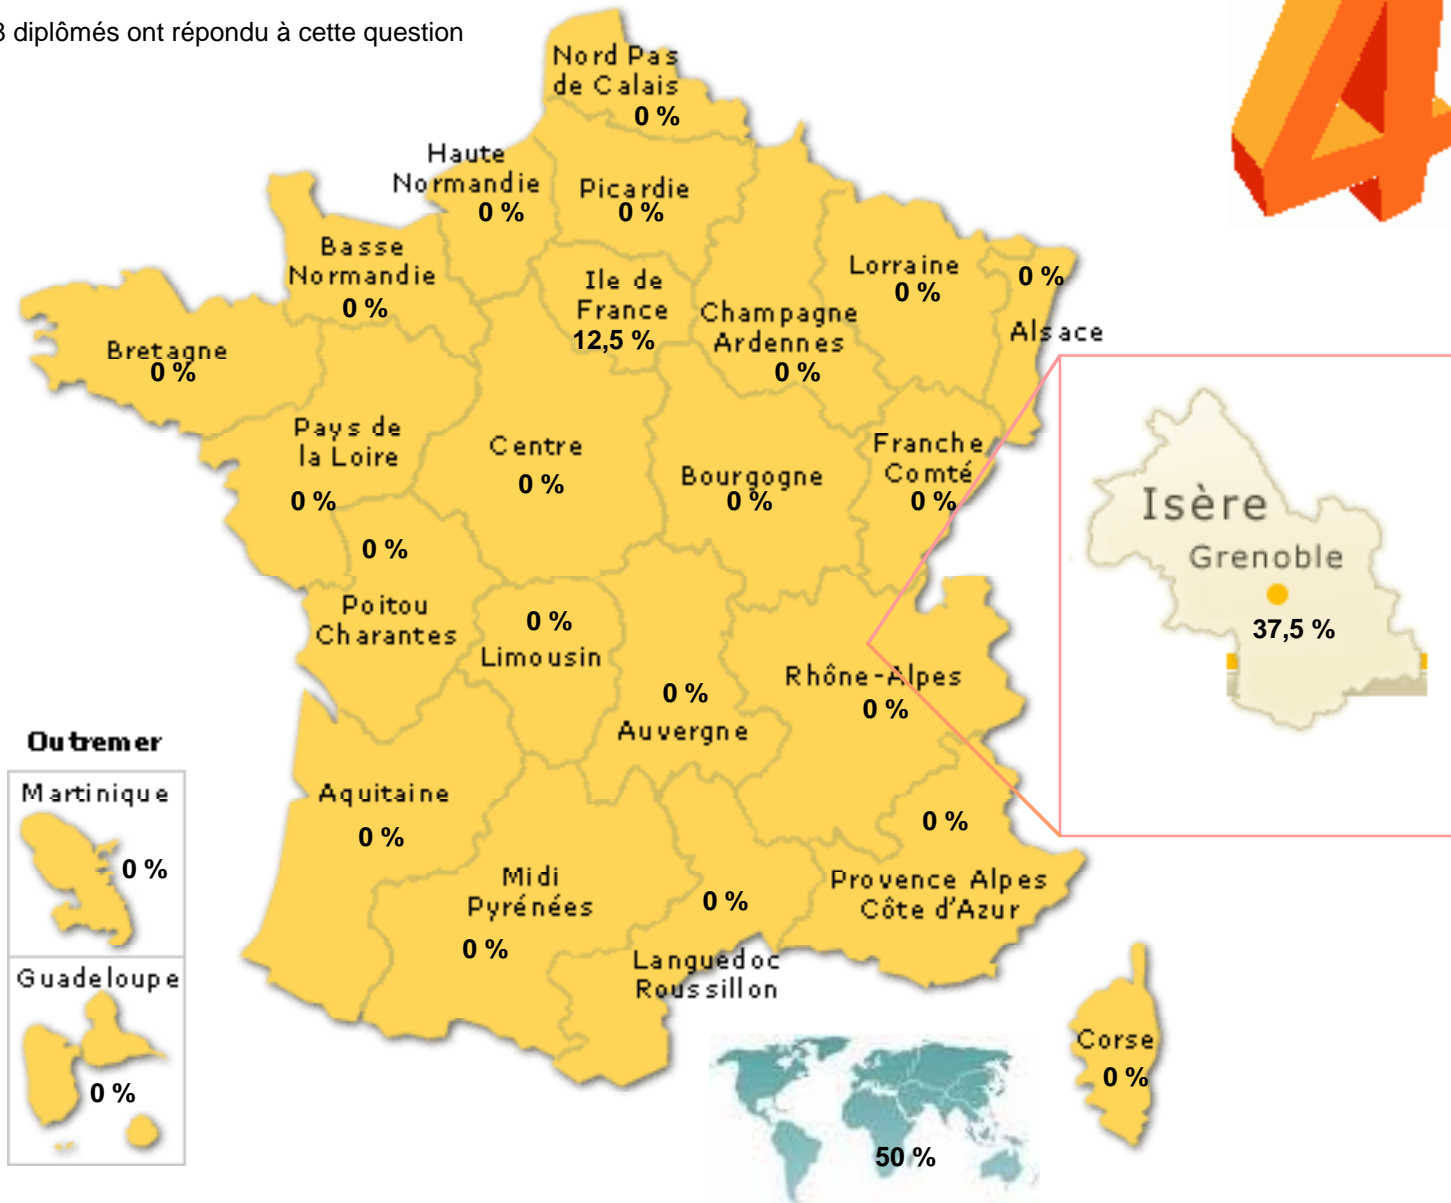 diplômés ont répondu à cette question
4
Nord Pas
de Calais
0 %
Haute
Normandie
0 %
Picardie
0 %
Basse
Normandie
0 %
Ile de
France
12,5 %
Champagne
Ardennes
0 %
Lorraine
0 %
0 %
Alsace
Bretagne
0 %
Pays de
la Loire
0 %
Centre
0 %
Bourgogne
0 %
Franche
Comté
0 %
Isère
Grenoble
37,5 %
0 %
Poitou
Charantes
0 %
Limousin
0 %
Auvergne
Rhône-Alpes
0 %
Outremer
Martinique
0 %
Guadeloupe
0 %
Aquitaine
0 %
Midi
Pyrénées
0 %
0 %
Languedoc
Roussillon
0 %
Provence Alpes
Côte d'Azur
Corse
0 %
50 %